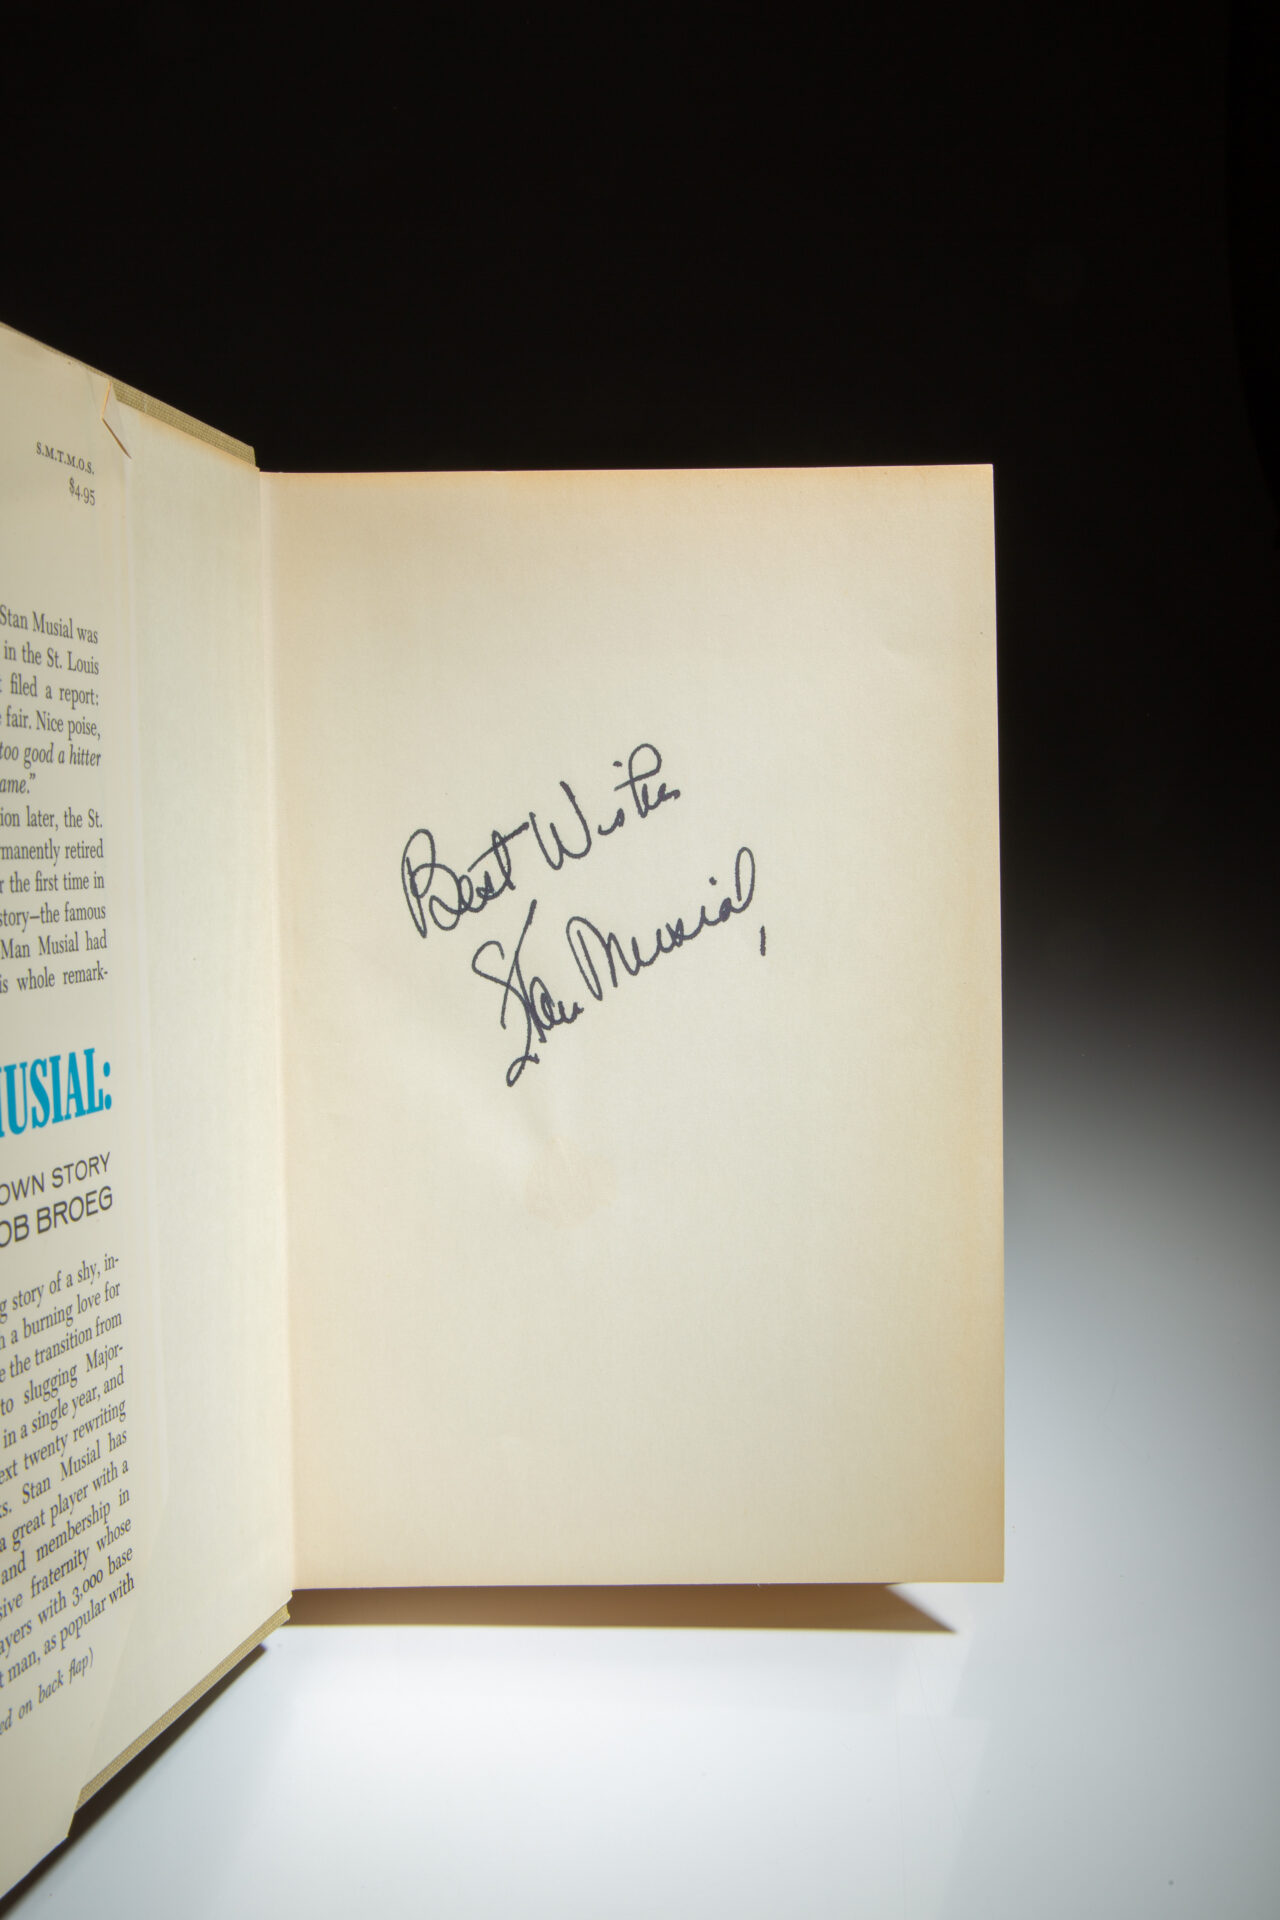 S.M.T.M.O.S.
$4.95
Stan Musial was
in the St. Louis
filed a report:
fair. Nice poise,
too good a hitter
ame."
ion later, the St.
manently retired
r the first time in
story—the famous
Man Musial had
is whole remark-
MUSIAL:
OWN STORY
OB BROEG
g story of a shy, in-
h a burning love for
e the transition from
to slugging Major-
in a single year, and
ext twenty rewriting
ks. Stan Musial has
a great player with a
and membership in
sive fraternity whose
ayers with 3,000 base
t man, as popular with
ed on back flap)
Best Wishes
Stan Musial,